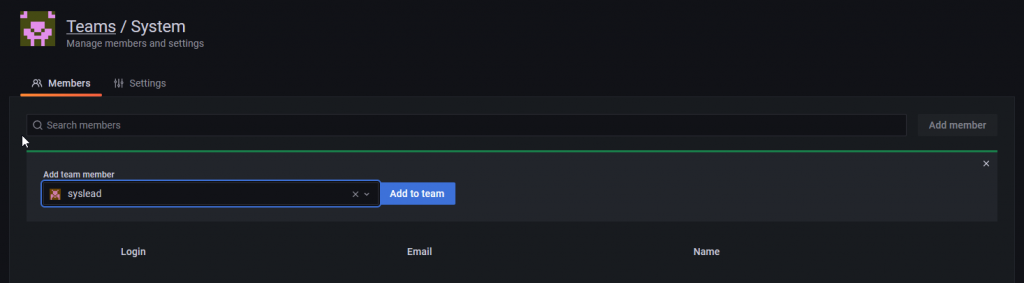 Teams / System
Manage members and settings
Members Settings
Search members Add member
Add team member
syslead Add to team
Login Email Name